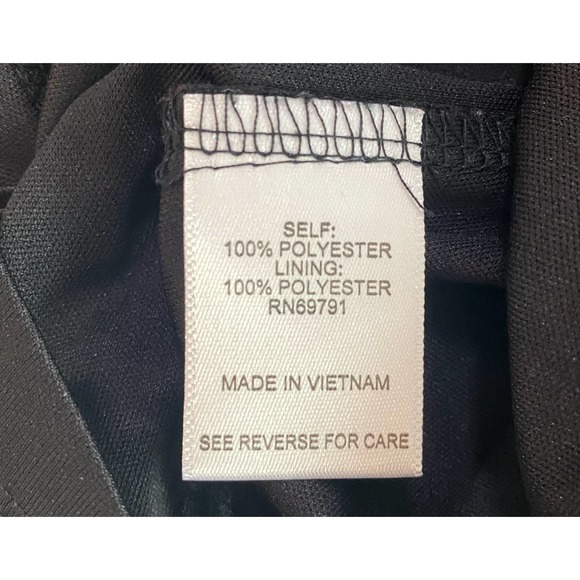 SELF:
100% POLYESTER
LINING:
100% POLYESTER
RN69791
MADE IN VIETNAM
SEE REVERSE FOR CARE